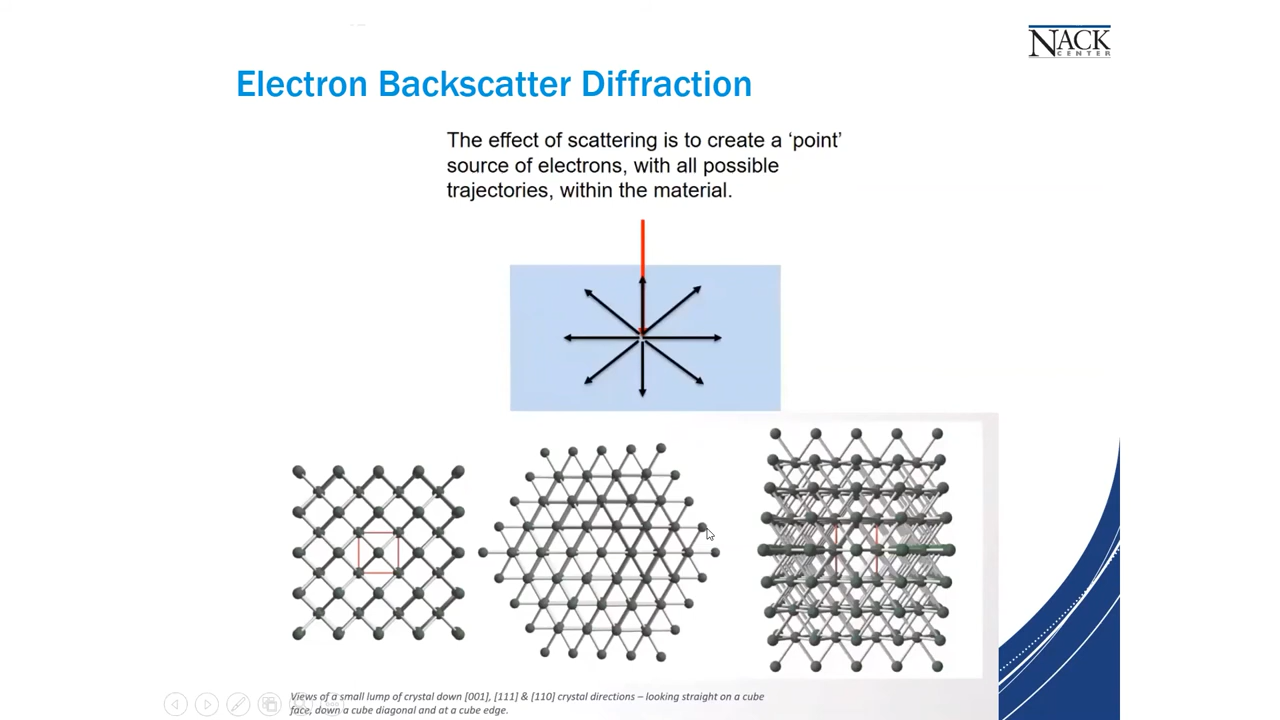 NACK
CENTER
Electron Backscatter Diffraction
The effect of scattering is to create a ‘point’
source of electrons, with all possible
trajectories, within the material.
Views of a small lump of crystal down [001], [111] & [110] crystal directions – looking straight on a cube
face, down a cube diagonal and at a cube edge.